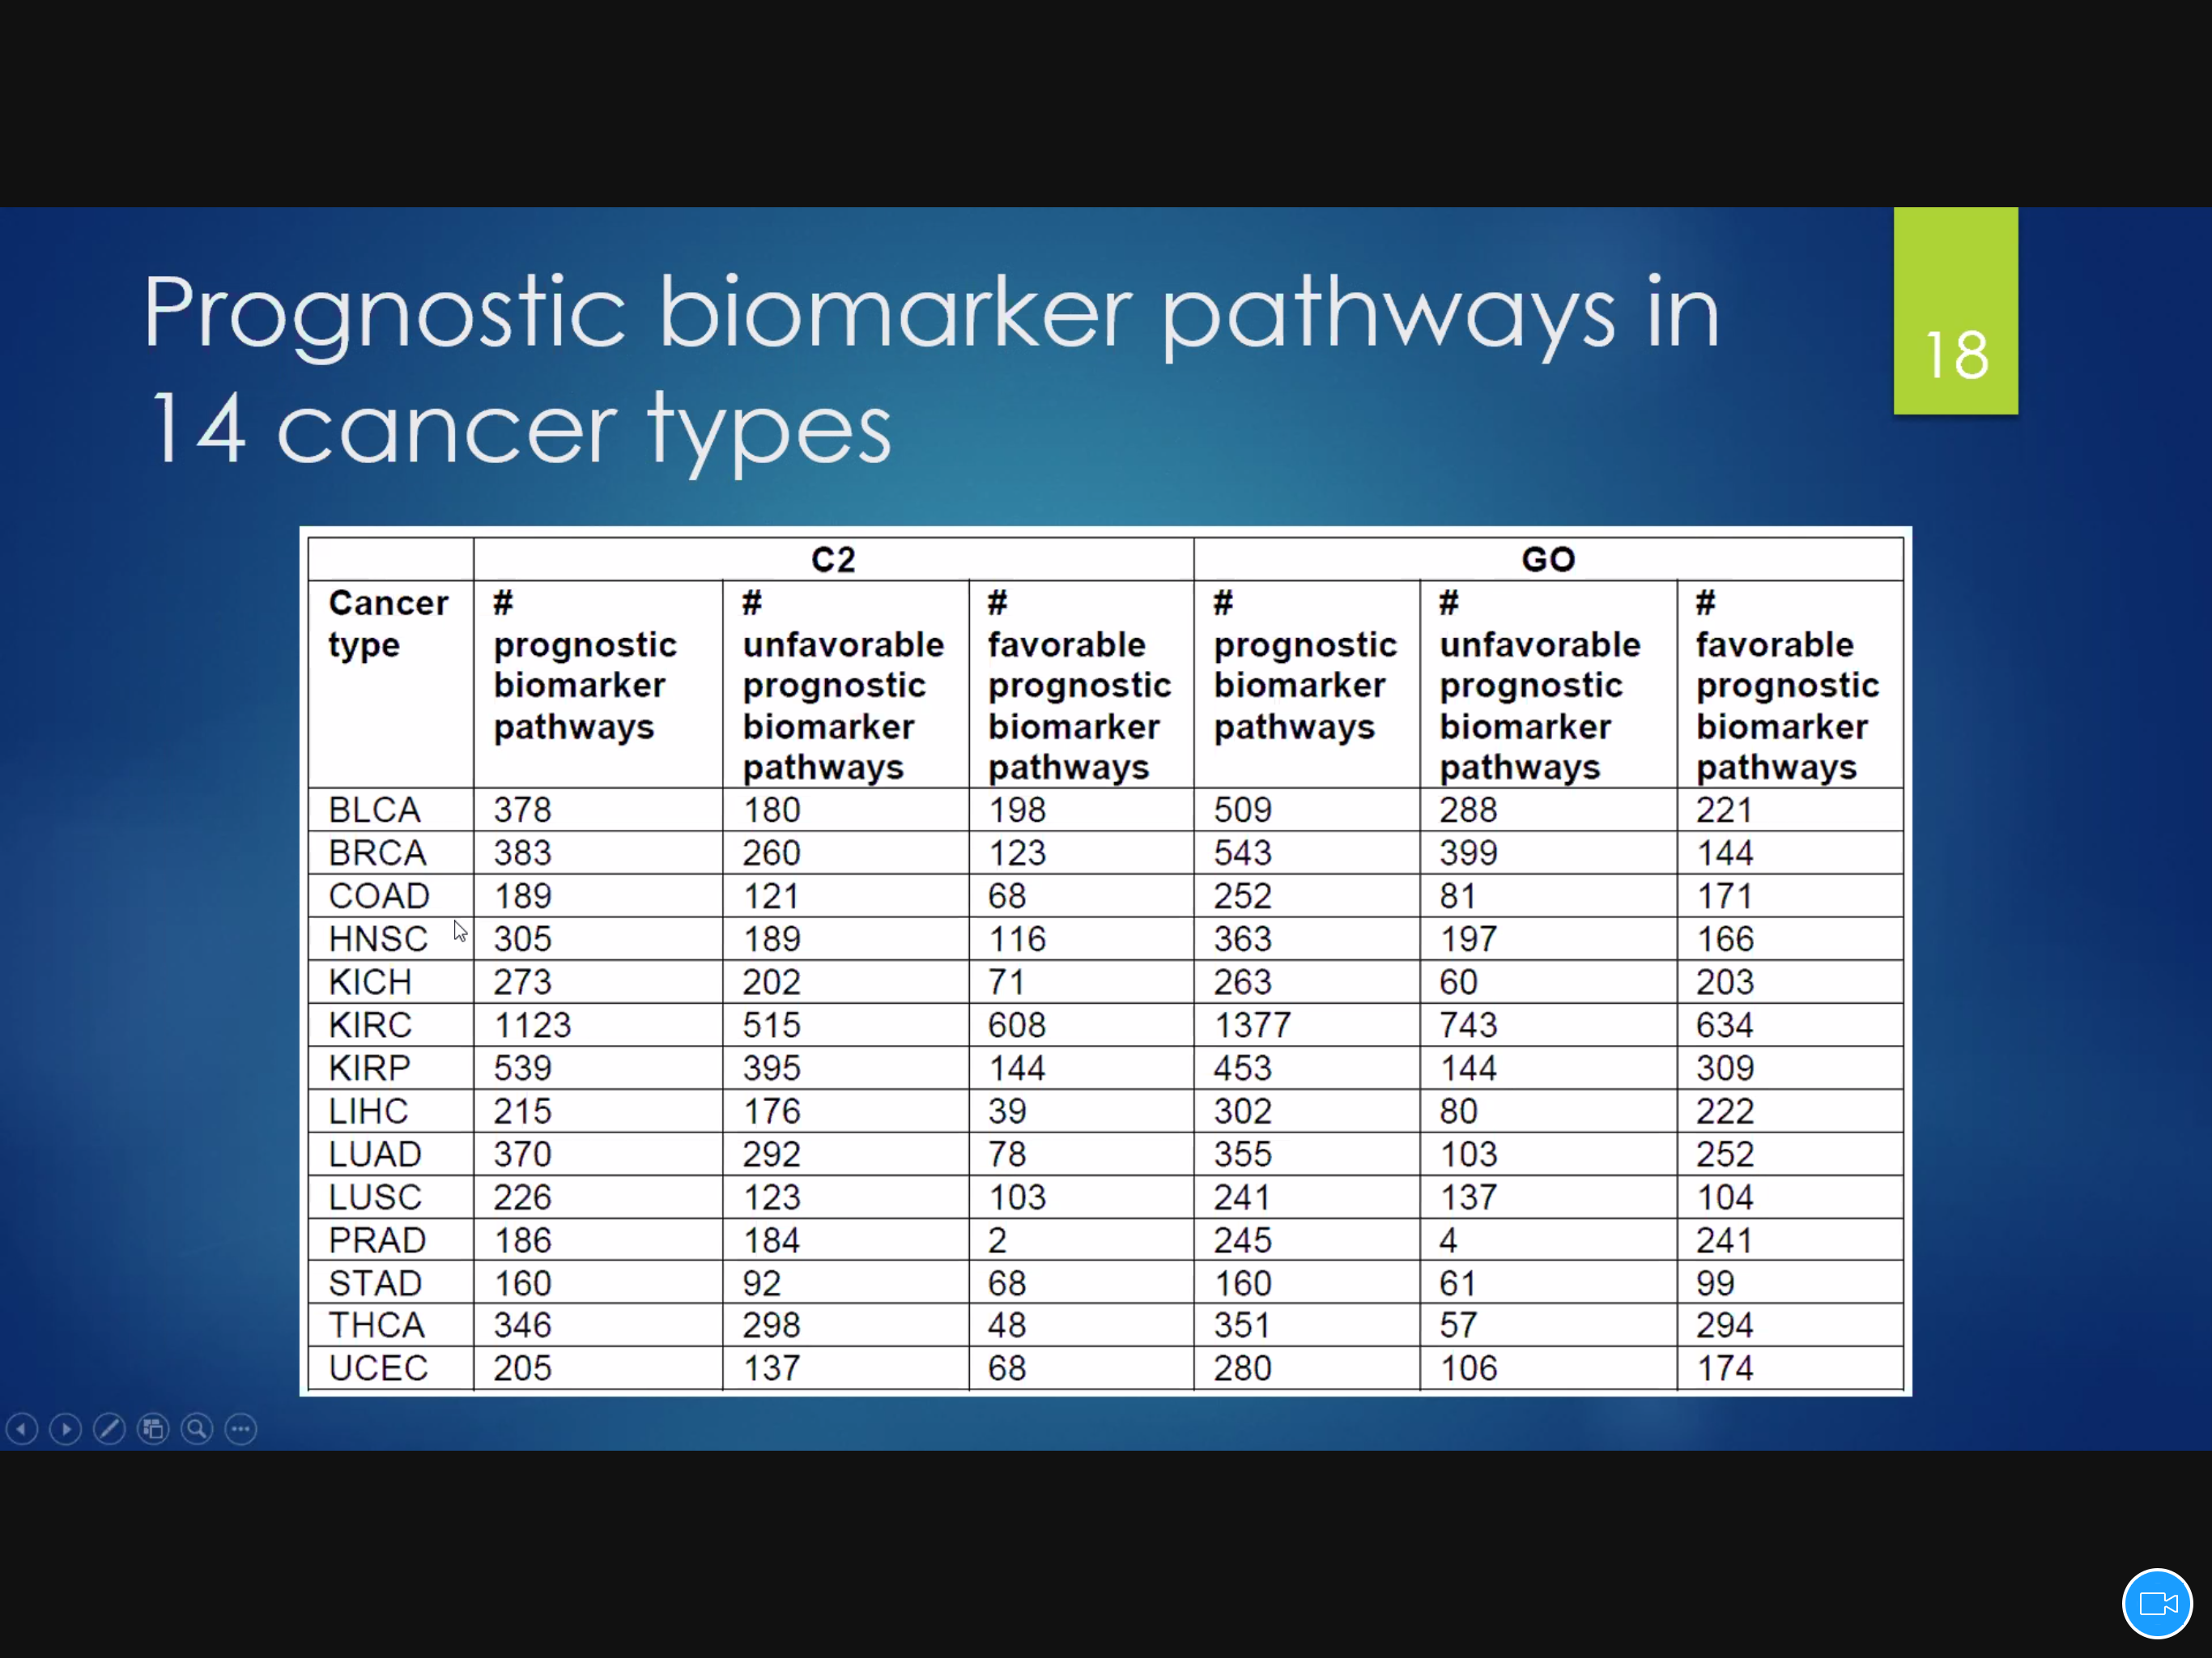 Prognostic biomarker pathways in
14 cancer types
18
C2 GO
Cancer # # # # # #
type prognostic unfavorable favorable prognostic unfavorable favorable
biomarker prognostic prognostic biomarker prognostic prognostic
pathways biomarker biomarker pathways biomarker biomarker
pathways pathways pathways pathways
BLCA 378 180 198 509 288 221
BRCA 383 260 123 543 399 144
COAD 189 121 68 252 81 171
HNSC 305 189 116 363 197 166
KICH 273 202 71 263 60 203
KIRC 1123 515 608 1377 743 634
KIRP 539 395 144 453 144 309
LIHC 215 176 39 302 80 222
LUAD 370 292 78 355 103 252
LUSC 226 123 103 241 137 104
PRAD 186 184 2 245 4 241
STAD 160 92 68 160 61 99
THCA 346 298 48 351 57 294
UCEC 205 137 68 280 106 174